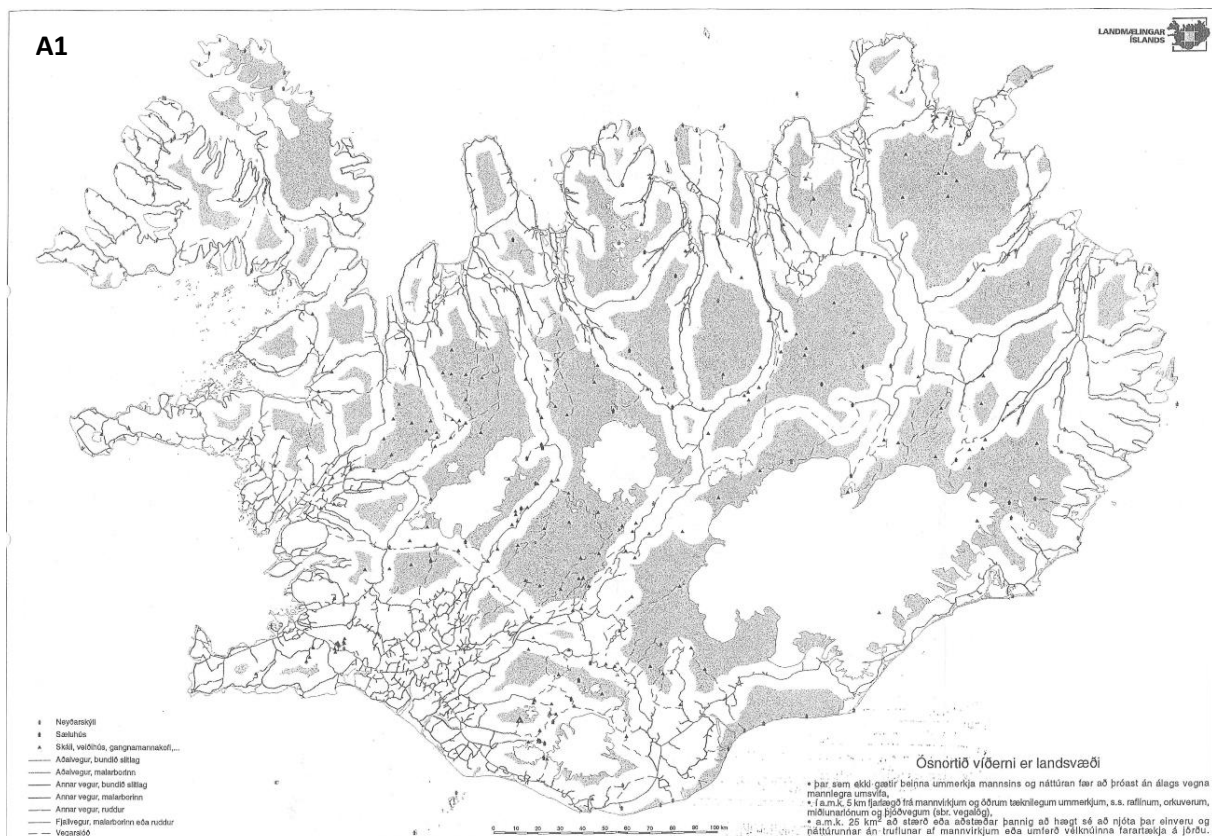 A1
LANDMÆLINGAR
ÍSLANDS
Neyðarskýli
Sæluhús
Skáli, veiðihús, gangnamannakofi,...
Aðalvegur, bundið slitlag
Aðalvegur, malarborinn
Annar vegur, bundið slitlag
Annar vegur, malarborinn
Annar vegur, ruddur
Fjallvegur, malarborinn eða ruddur
Vegarslóð
0 10 20 30 40 50 60 70 80 90 100 km
Ósnortið víðerni er landsvæði
• þar sem ekki gætir beinna ummerkja mannsins og náttúran fær að þróast án álags vegna
mannlegra umsvifa,
• í a.m.k. 5 km fjarlægð frá mannvirkjum og öðrum tæknilegum ummerkjum, s.s. raflínum, orkuverum,
miðlunarlónum og þjóðvegum (sbr. vegalög),
• a.m.k. 25 km² að stærð eða aðstæðar þannig að hægt sé að njóta þar einveru og
náttúrunnar án truflunar af mannvirkjum eða umferð vélknúinna farartækja á jörðu.